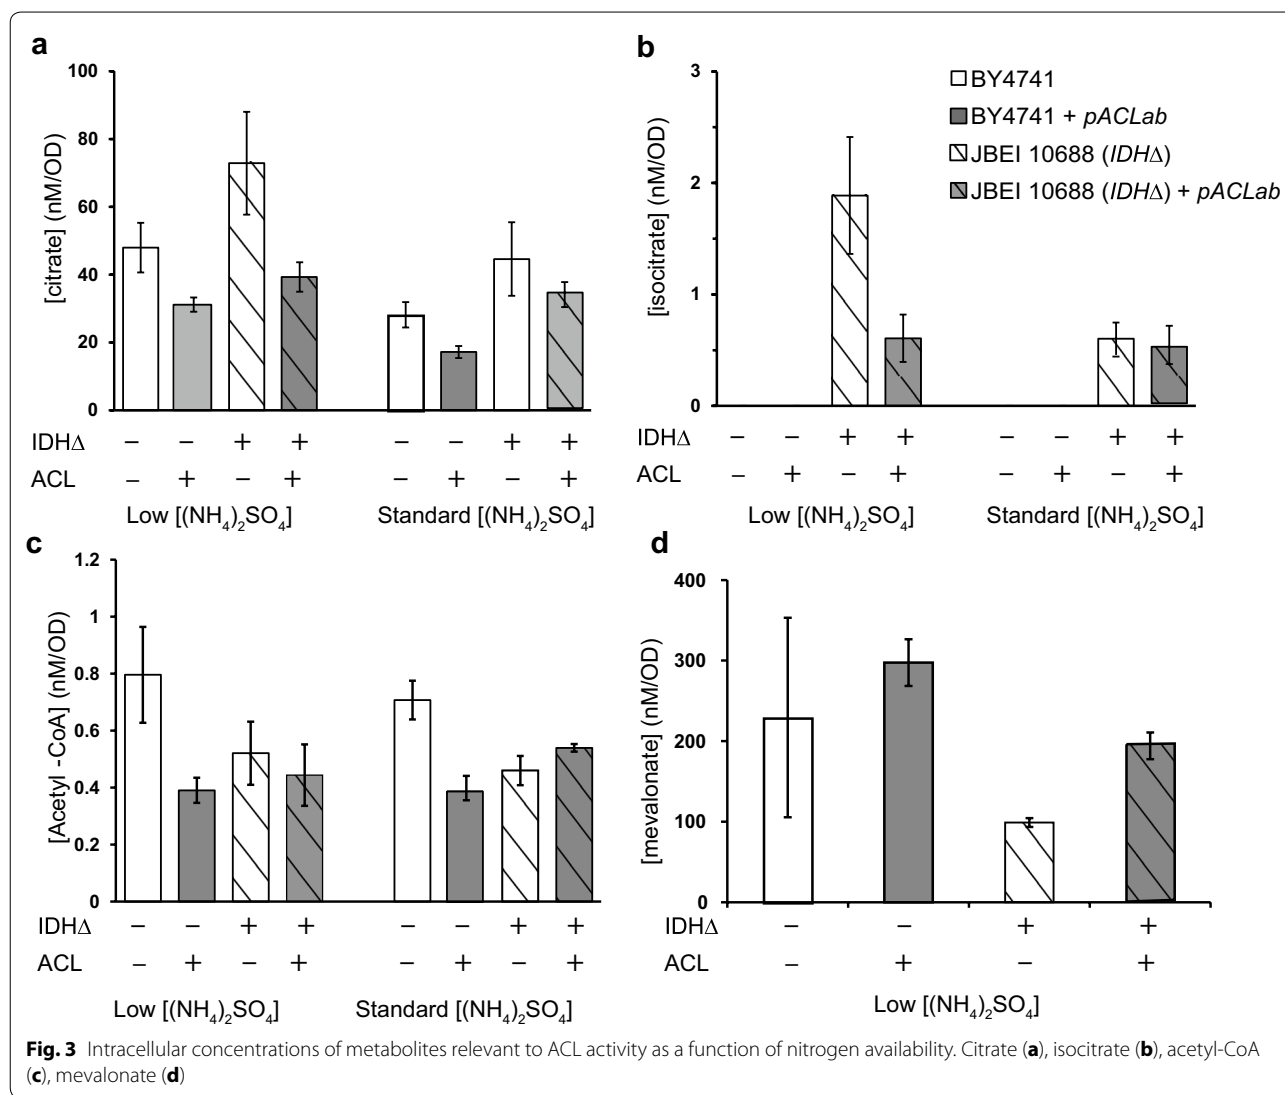 a
100
80
60
40
20
0
[citrate] (nM/OD)
IDHΔ – – + + – – + +
ACL – + – + – + – +
Low [(NH4)2SO4] Standard [(NH4)2SO4]
b
3
2
1
0
[isocitrate] (nM/OD)
BY4741
BY4741 + pACLab
JBEI 10688 (IDHΔ)
JBEI 10688 (IDHΔ) + pACLab
IDHΔ – – + + – – + +
ACL – + – + – + – +
Low [(NH4)2SO4] Standard [(NH4)2SO4]
c
1.2
1
0.8
0.6
0.4
0.2
0
[Acetyl -CoA] (nM/OD)
IDHΔ – – + + – – + +
ACL – + – + – + – +
Low [(NH4)2SO4] Standard [(NH4)2SO4]
d
400
300
200
100
0
[mevalonate] (nM/OD)
IDHΔ – – + +
ACL – + – +
Low [(NH4)2SO4]
Fig. 3 Intracellular concentrations of metabolites relevant to ACL activity as a function of nitrogen availability. Citrate (a), isocitrate (b), acetyl-CoA
(c), mevalonate (d)